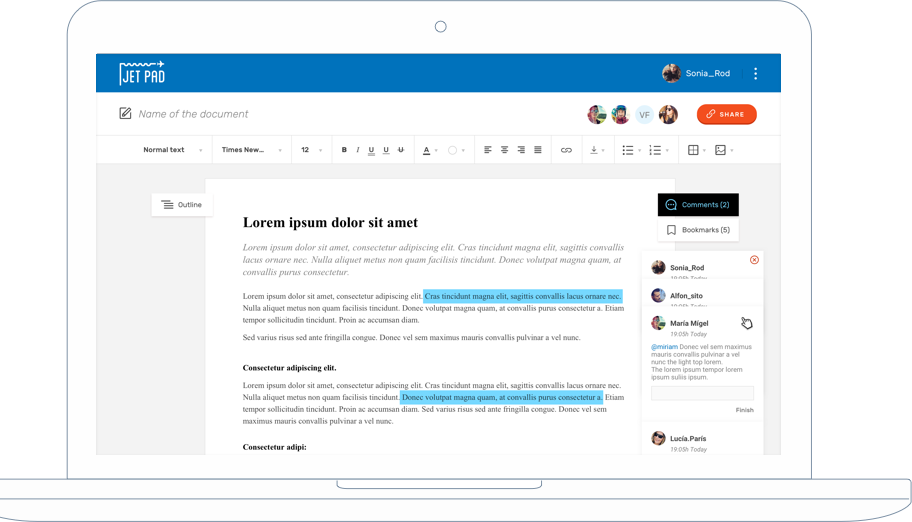 JET PAD
Sonia_Rod
Name of the document
VF
SHARE
Normal text
Times New...
12
B I U U U A
Outline
Comments (2)
Bookmarks (5)
Lorem ipsum dolor sit amet
Lorem ipsum dolor sit amet, consectetur adipiscing elit. Cras tincidunt magna elit, sagittis convallis
lacus ornare nec. Nulla aliquet metus non quam facilisis tincidunt. Donec volutpat magna quam, at
convallis purus consectetur.
Lorem ipsum dolor sit amet, consectetur adipiscing elit. Cras tincidunt magna elit, sagittis convallis lacus ornare nec.
Nulla aliquet metus non quam facilisis tincidunt. Donec volutpat magna quam, at convallis purus consectetur a. Etiam
tempor sollicitudin tincidunt. Proin ac accumsan diam.
Sed varius risus sed ante fringilla congue. Donec vel sem maximus mauris convallis pulvinar a vel nunc.
Consectetur adipiscing elit.
Lorem ipsum dolor sit amet, consectetur adipiscing elit. Cras tincidunt magna elit, sagittis convallis lacus ornare nec.
Nulla aliquet metus non quam facilisis tincidunt. Donec volutpat magna quam, at convallis purus consectetur a. Etiam
tempor sollicitudin tincidunt. Proin ac accumsan diam. Sed varius risus sed ante fringilla congue. Donec vel sem
maximus mauris convallis pulvinar a vel nunc.
Consectetur adipi:
Sonia_Rod
19:05h Today
Alfon_sito
19:05h Today
María Mígel
19:05h Today
@miriam Donec vel sem maximus
mauris convallis pulvinar a vel
nunc the light top lorem.
The lorem ipsum tempor lorem
ipsum suliis ipsum.
Finish
Lucía.París
19:05h Today